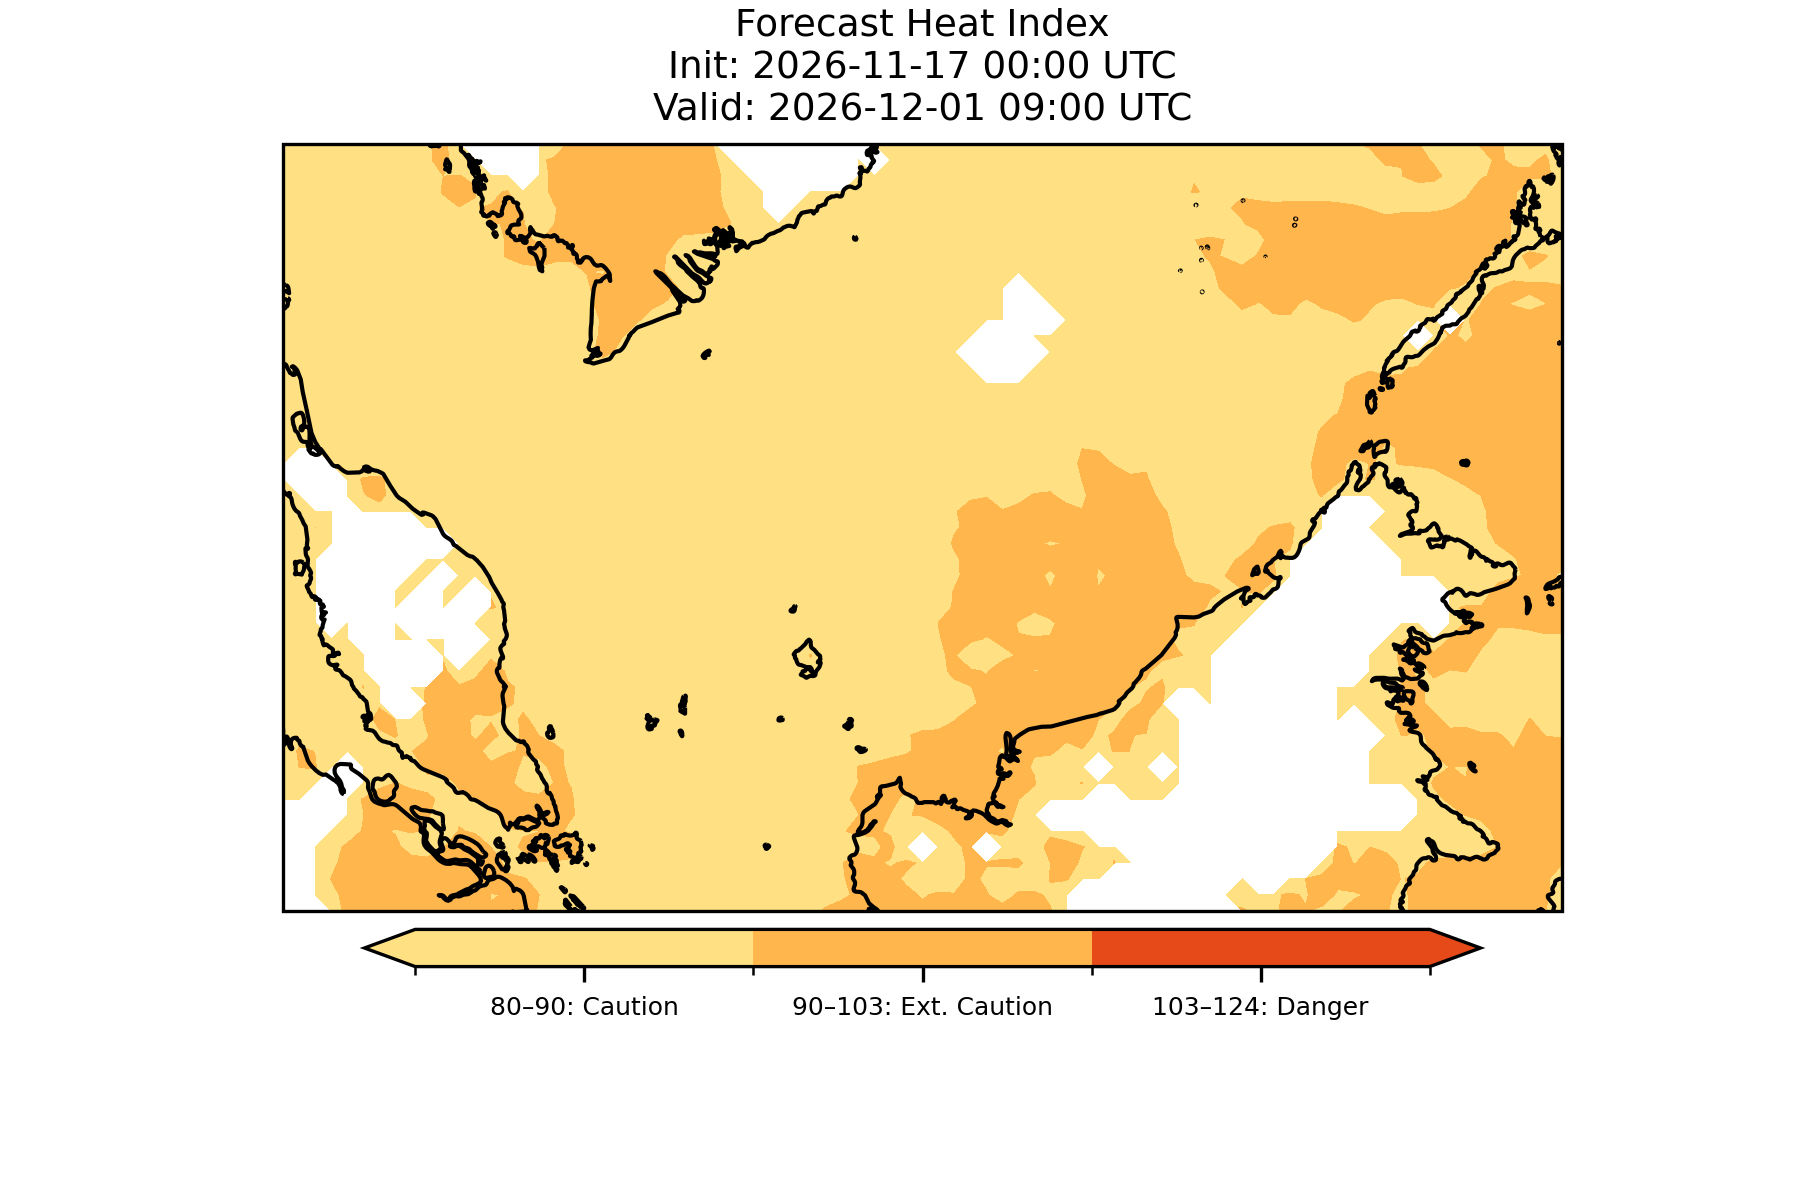 Forecast Heat Index
Init: 2026-11-17 00:00 UTC
Valid: 2026-12-01 09:00 UTC
80–90: Caution
90–103: Ext. Caution
103–124: Danger